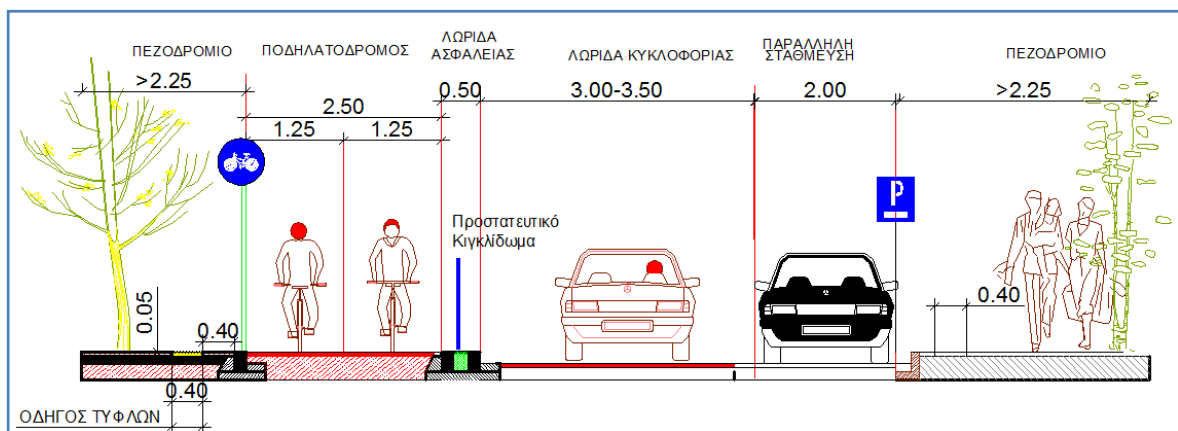 ΠΕΖΟΔΡΟΜΙΟ
ΠΟΔΗΛΑΤΟΔΡΟΜΟΣ
ΛΩΡΙΔΑ
ΑΣΦΑΛΕΙΑΣ
ΛΩΡΙΔΑ ΚΥΚΛΟΦΟΡΙΑΣ
ΠΑΡΑΛΛΗΛΗ
ΣΤΑΘΜΕΥΣΗ
ΠΕΖΟΔΡΟΜΙΟ
>2.25
2.50
0.50
3.00-3.50
2.00
>2.25
1.25
1.25
P
Προστατευτικό
Κιγκλίδωμα
0.05
0.40
0.40
0.40
ΟΔΗΓΟΣ ΤΥΦΛΩΝ